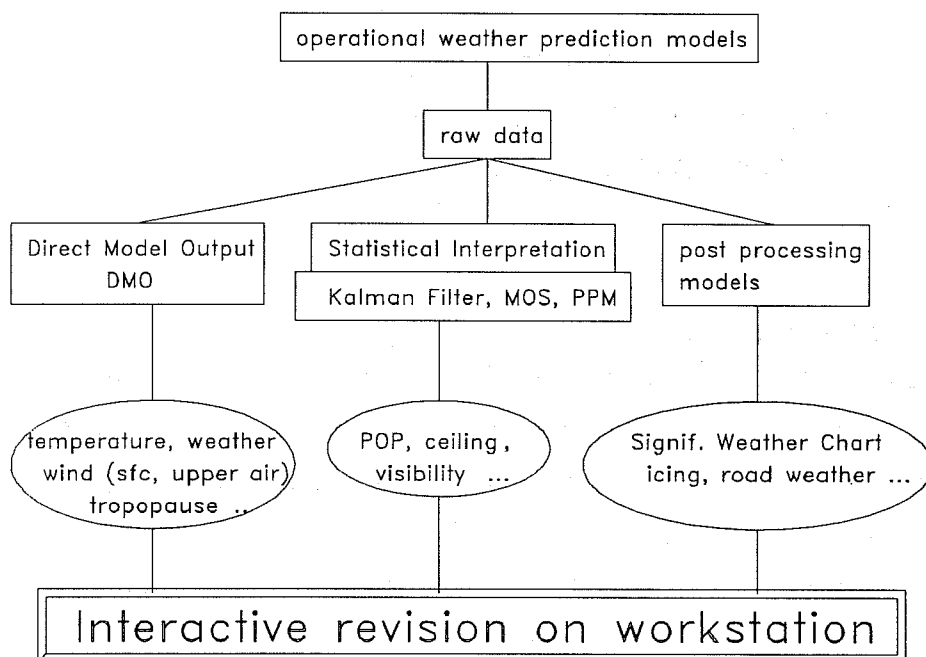 operational weather prediction models
raw data
Direct Model Output
DMO
Statistical Interpretation
Kalman Filter, MOS, PPM
post processing
models
temperature, weather
wind (sfc, upper air)
tropopause ..
POP, ceiling,
visibility ...
Signif. Weather Chart
icing, road weather ...
Interactive revision on workstation